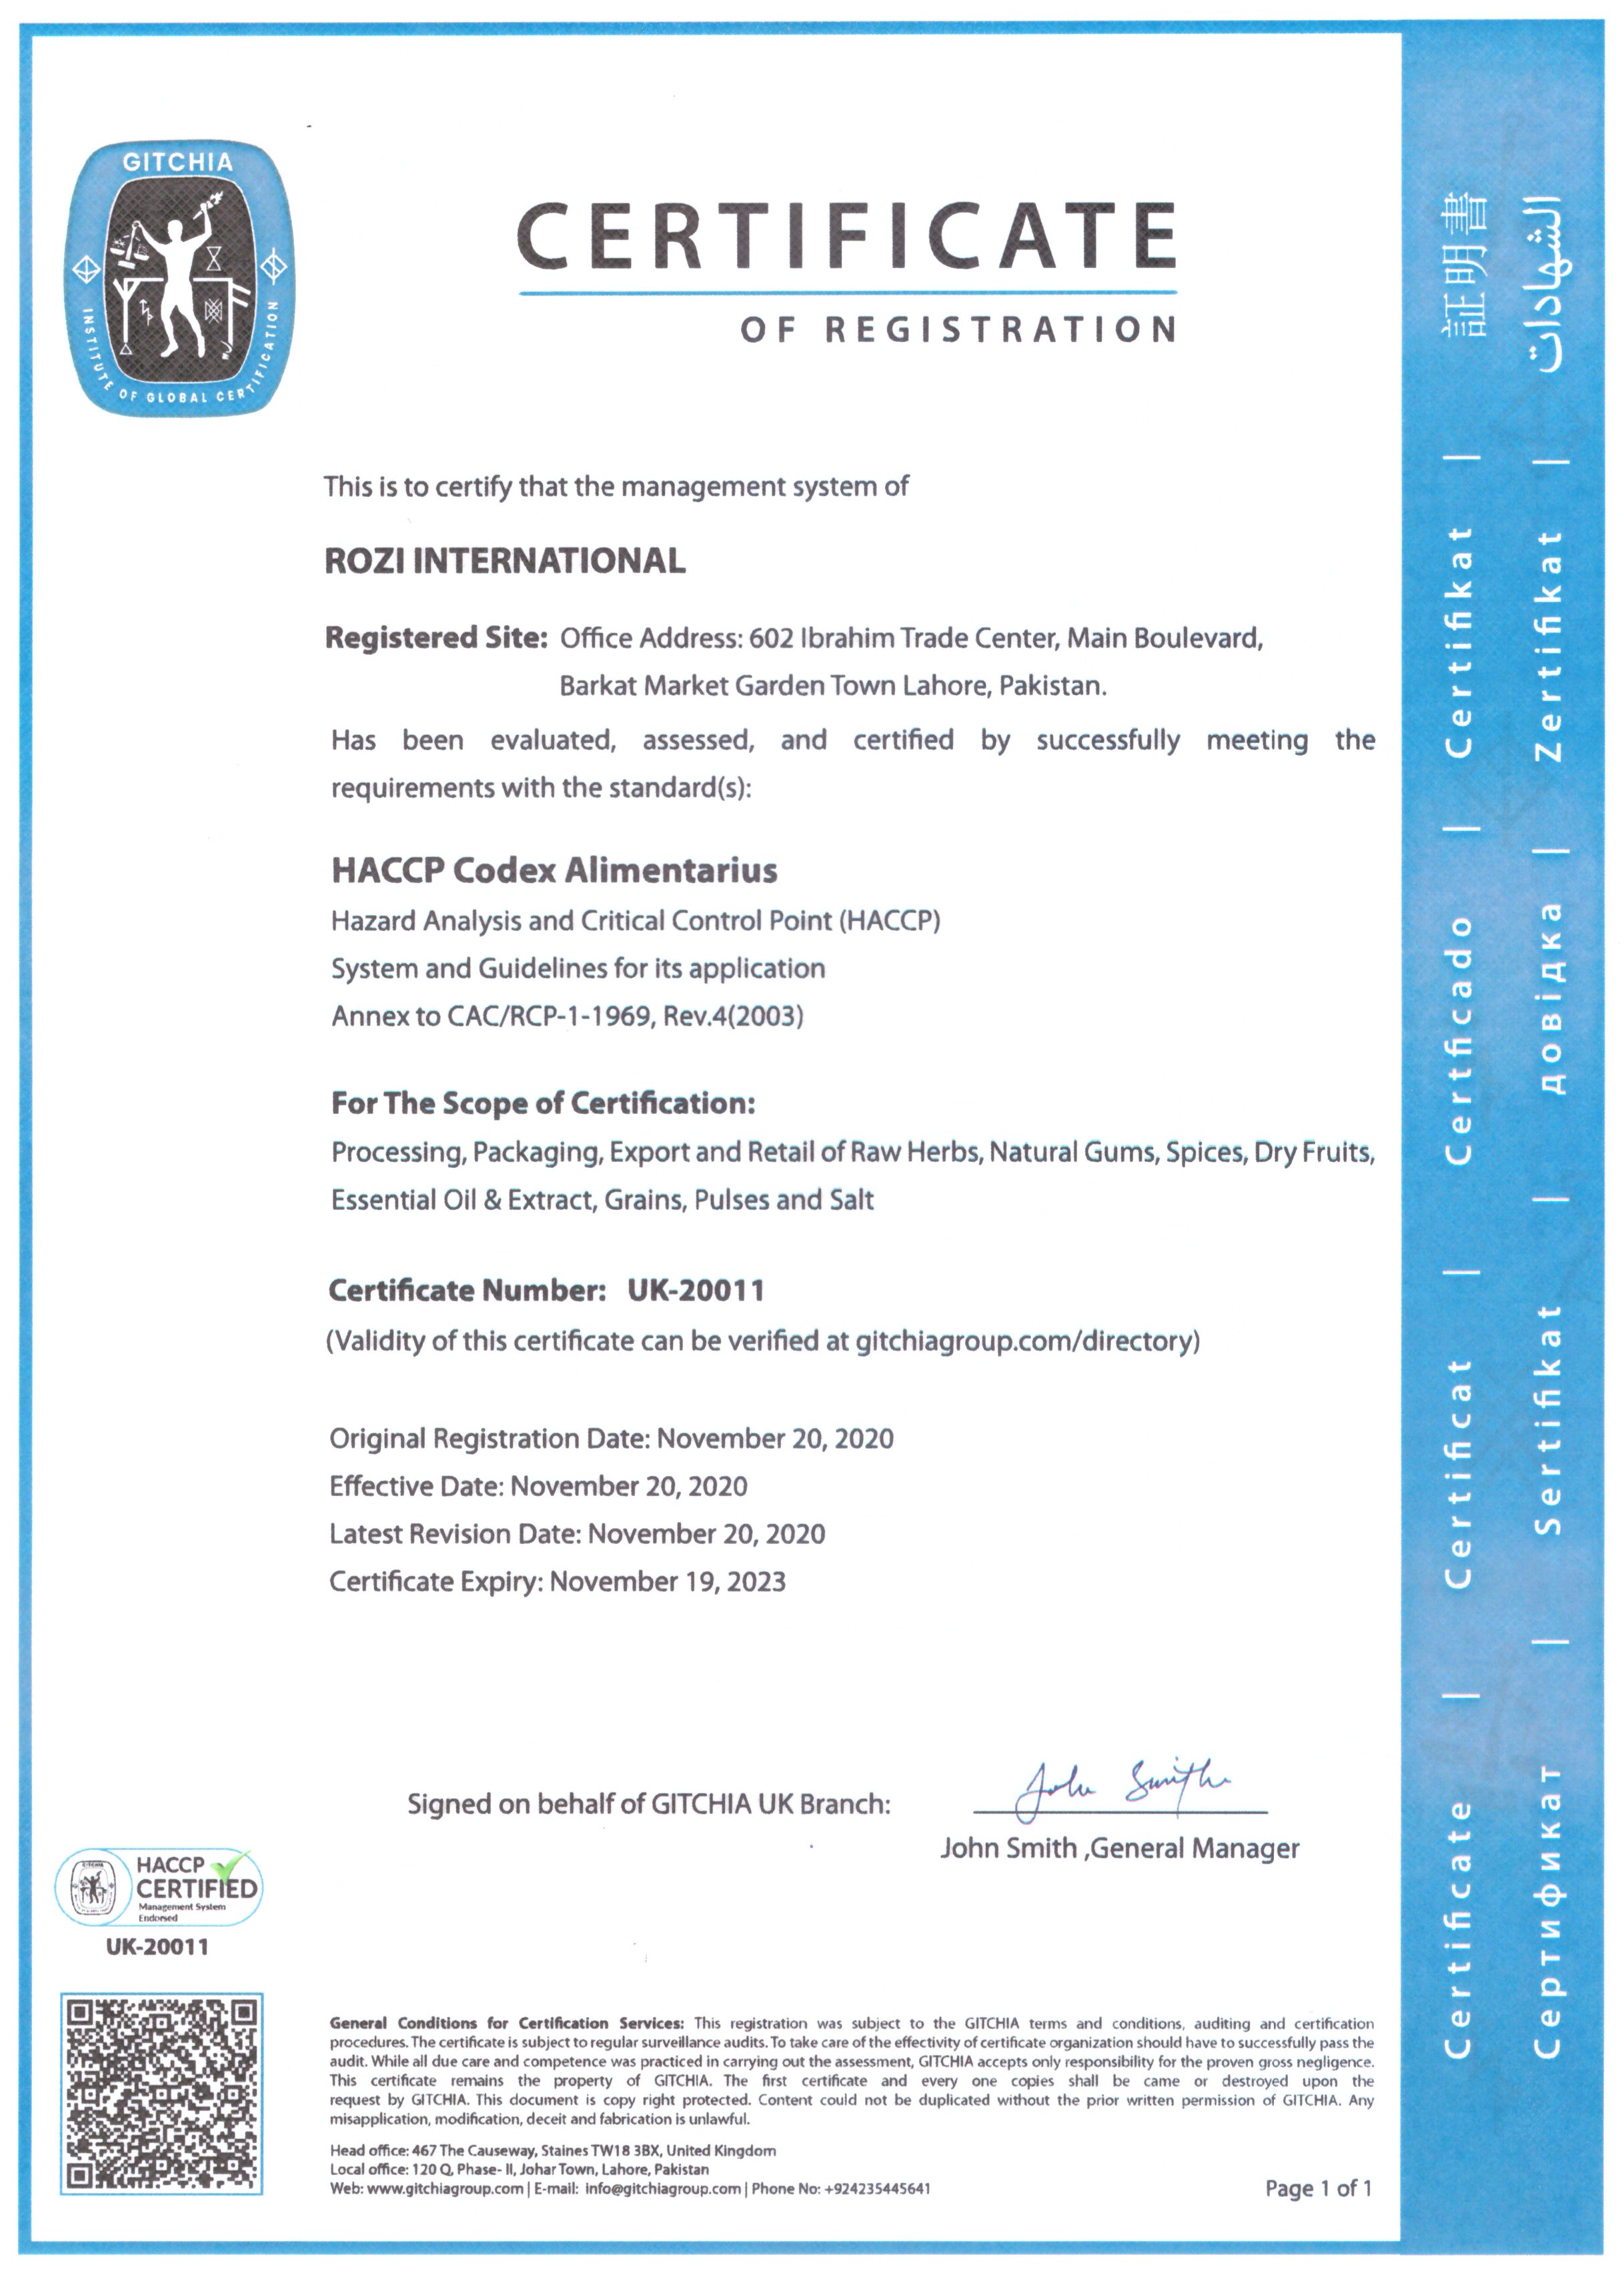 GITCHIA
INSTITUTE OF GLOBAL CERTIFICATION
CERTIFICATE
OF REGISTRATION
This is to certify that the management system of
ROZI INTERNATIONAL
Registered Site: Office Address: 602 Ibrahim Trade Center, Main Boulevard,
Barkat Market Garden Town Lahore, Pakistan.
Has been evaluated, assessed, and certified by successfully meeting the
requirements with the standard(s):
HACCP Codex Alimentarius
Hazard Analysis and Critical Control Point (HACCP)
System and Guidelines for its application
Annex to CAC/RCP-1-1969, Rev.4(2003)
For The Scope of Certification:
Processing, Packaging, Export and Retail of Raw Herbs, Natural Gums, Spices, Dry Fruits,
Essential Oil & Extract, Grains, Pulses and Salt
Certificate Number: UK-20011
(Validity of this certificate can be verified at gitchiagroup.com/directory)
Original Registration Date: November 20, 2020
Effective Date: November 20, 2020
Latest Revision Date: November 20, 2020
Certificate Expiry: November 19, 2023
Signed on behalf of GITCHIA UK Branch:
John Smith
John Smith ,General Manager
GITCHIA
HACCP
CERTIFIED
Management System
Endorsed
UK-20011
General Conditions for Certification Services: This registration was subject to the GITCHIA terms and conditions, auditing and certification
procedures. The certificate is subject to regular surveillance audits. To take care of the effectivity of certificate organization should have to successfully pass the
audit. While all due care and competence was practiced in carrying out the assessment, GITCHIA accepts only responsibility for the proven gross negligence.
This certificate remains the property of GITCHIA. The first certificate and every one copies shall be came or destroyed upon the
request by GITCHIA. This document is copy right protected. Content could not be duplicated without the prior written permission of GITCHIA. Any
misapplication, modification, deceit and fabrication is unlawful.
Head office: 467 The Causeway, Staines TW18 3BX, United Kingdom
Local office: 120 Q, Phase- II, Johar Town, Lahore, Pakistan
Web: www.gitchiagroup.com | E-mail: info@gitchiagroup.com | Phone No: +924235445641
Page 1 of 1
Certificate | Certificat | Certficado | Certifikat | 証明書
Сертификат | Sertifikat | довідка | Zertifikat | الشهادات